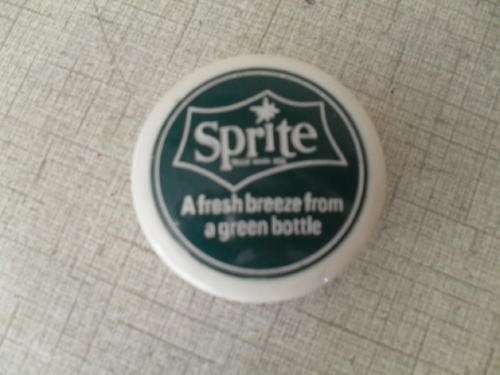 Sprite
A fresh breeze from
a green bottle